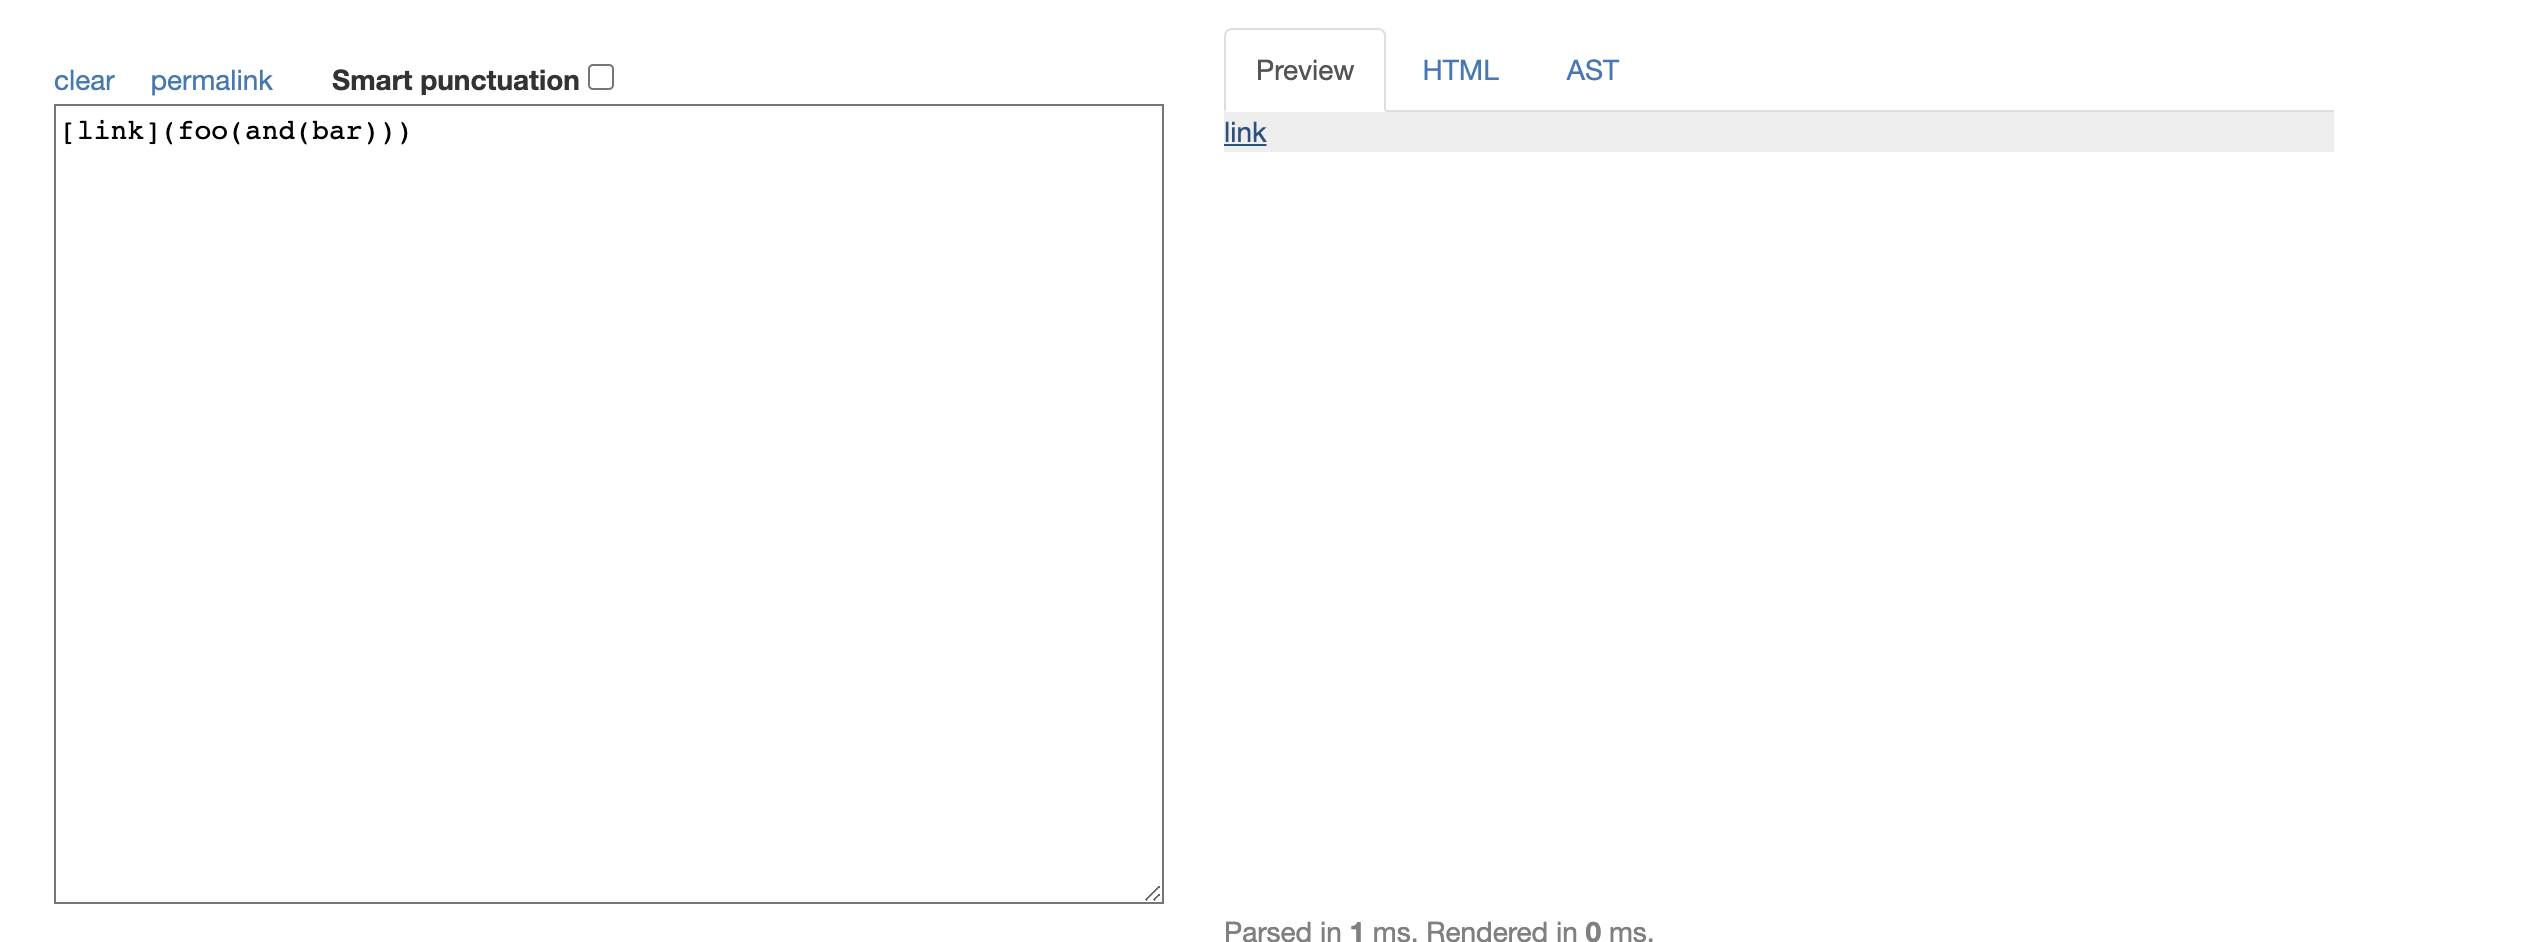 clear permalink Smart punctuation
[link](foo(and(bar)))
Preview HTML AST
link
Parsed in 1 ms. Rendered in 0 ms.